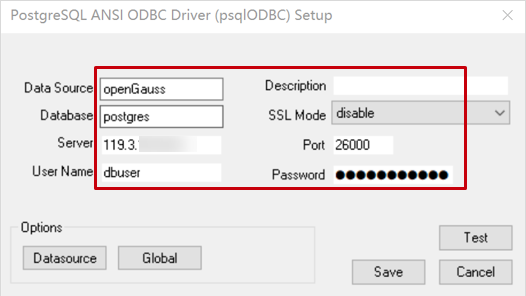 PostgreSQL ANSI ODBC Driver (psqlODBC) Setup
Data Source openGauss Description
Database postgres SSL Mode disable
Server 119.3. Port 26000
User Name dbuser Password ●●●●●●●●●●●
Options
Datasource Global Test
Save Cancel